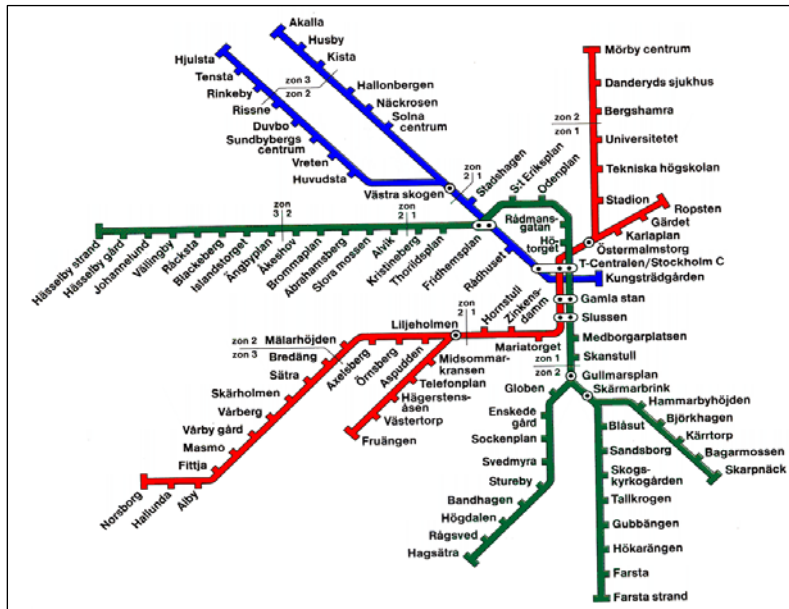 Akalla
Husby
Kista
Hjulsta
Tensta
Rinkeby
Rissne
zon 3
zon 2
Hallonbergen
Näckrosen
Solna
centrum
Duvbo
Sundbybergs
centrum
Vreten
Huvudsta
Västra skogen
zon
2 1
Stadshagen
S:t Eriksplan
Odenplan
Mörby centrum
Danderyds sjukhus
Bergshamra
zon 2
zon 1
Universitetet
Tekniska högskolan
Stadion
Ropsten
Gärdet
Karlaplan
Östermalmstorg
Rådmans-
gatan
Hö-
torget
T-Centralen/Stockholm C
Kungsträdgården
zon
3 2
zon
2 1
Hässelby strand
Hässelby gård
Johannelund
Vällingby
Råcksta
Blackeberg
Islandstorget
Ängbyplan
Åkeshov
Brommaplan
Abrahamsberg
Stora mossen
Alvik
Kristineberg
Thorildsplan
Fridhemsplan
Rådhuset
Gamla stan
Slussen
Hornstull
Zinkens-
damm
Mariatorget
zon
2 1
Liljeholmen
Medborgarplatsen
Skanstull
zon 1
zon 2
Gullmarsplan
Skärmarbrink
zon 2
zon 3
Mälarhöjden
Bredäng
Sätra
Skärholmen
Vårberg
Vårby gård
Masmo
Fittja
Norsborg
Hallunda
Alby
Axelsberg
Örnsberg
Aspudden
Midsommar-
kransen
Telefonplan
Hägerstens-
åsen
Västertorp
Fruängen
Globen
Enskede
gård
Sockenplan
Svedmyra
Stureby
Bandhagen
Högdalen
Rågsved
Hagsätra
Hammarbyhöjden
Björkhagen
Kärrtorp
Bagarmossen
Skarpnäck
Blåsut
Sandsborg
Skogs-
kyrkogården
Tallkrogen
Gubbängen
Hökarängen
Farsta
Farsta strand